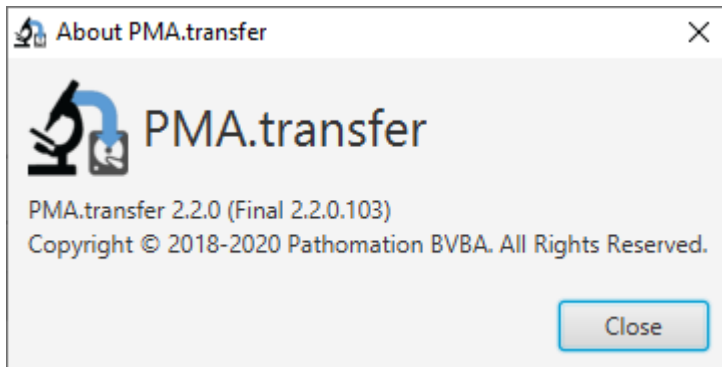 About PMA.transfer
PMA.transfer
PMA.transfer 2.2.0 (Final 2.2.0.103)
Copyright © 2018-2020 Pathomation BVBA. All Rights Reserved.
Close